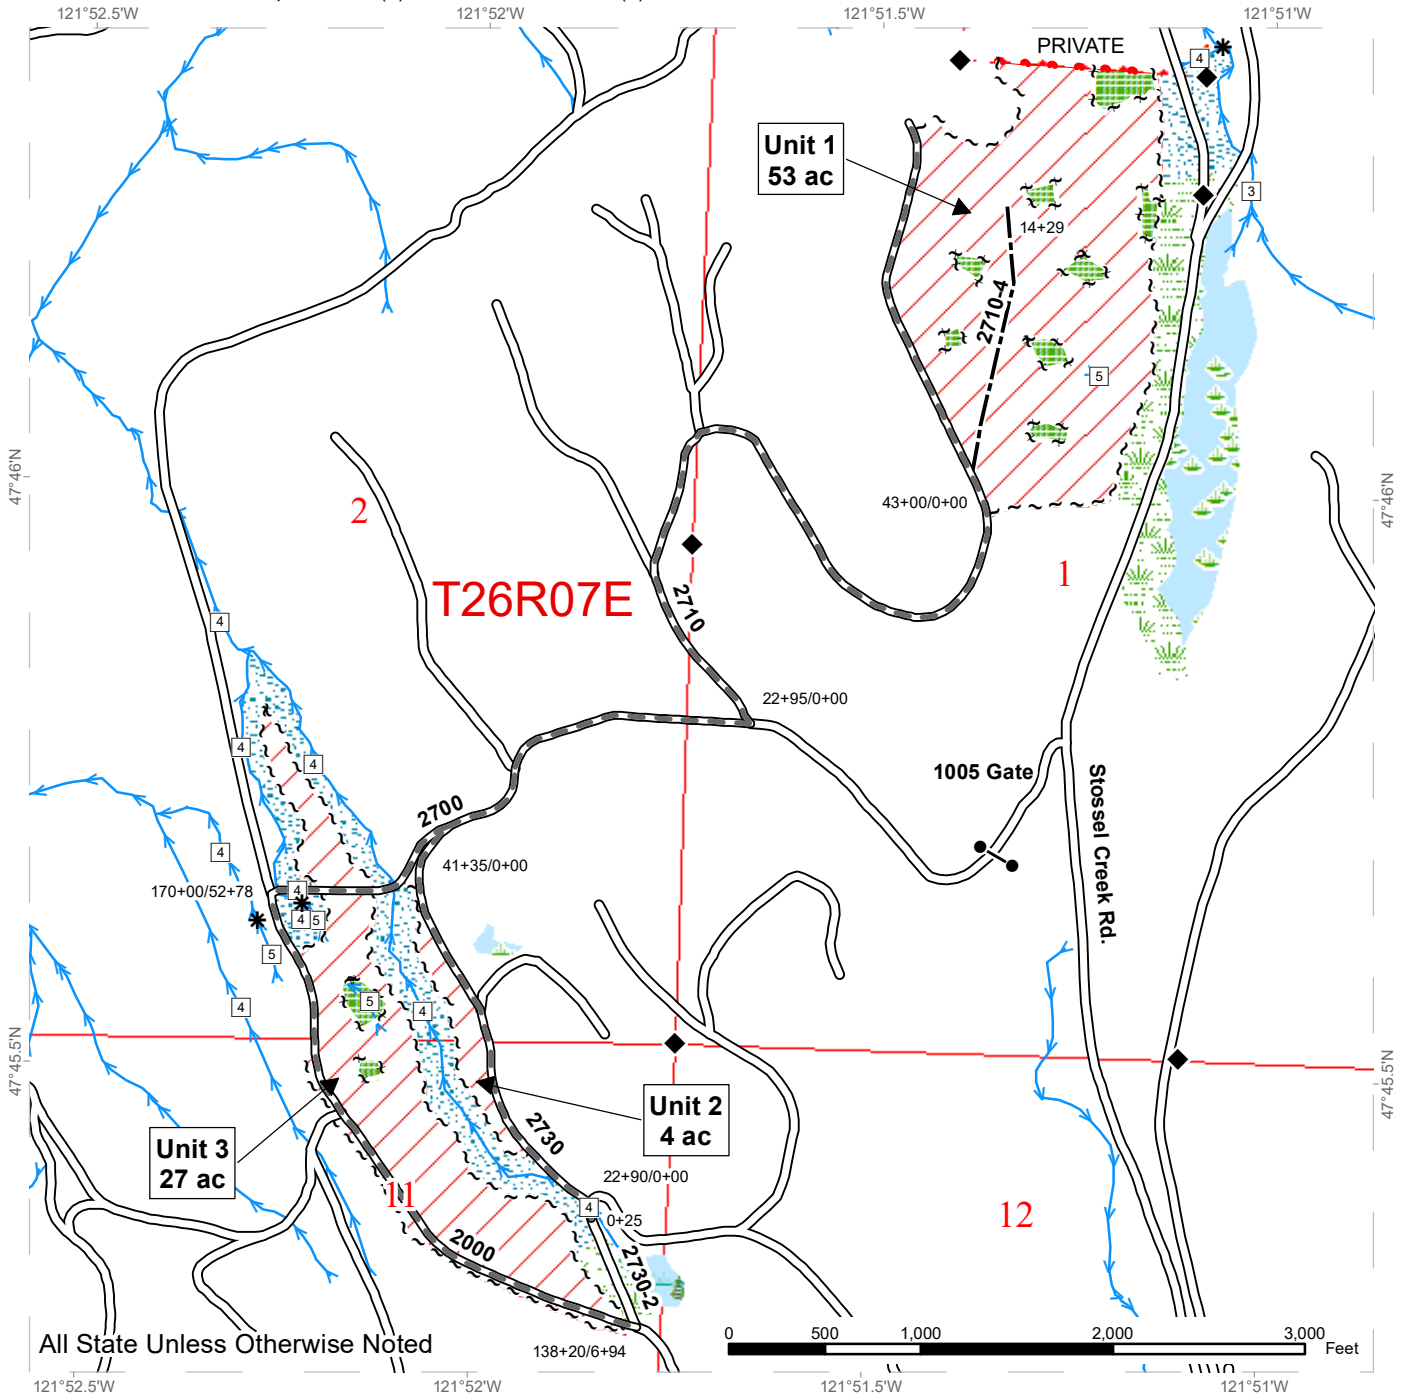 121°52.5'W
121°52'W
121°51.5'W
121°51'W
PRIVATE
4
Unit 1
53 ac
3
14+29
2710-4
5
47°46'N
47°46'N
43+00/0+00
2
1
T26R07E
2710
4
22+95/0+00
4
4
1005 Gate
Stossel Creek Rd.
2700
4
41+35/0+00
170+00/52+78
4
4
5
5
5
4
4
47°45.5'N
47°45.5'N
Unit 2
4 ac
2730
Unit 3
27 ac
22+90/0+00
11
4
0+25
12
2000
2730-2
All State Unless Otherwise Noted
138+20/6+94
0
500
1,000
2,000
3,000
Feet
121°52.5'W
121°52'W
121°51.5'W
121°51'W